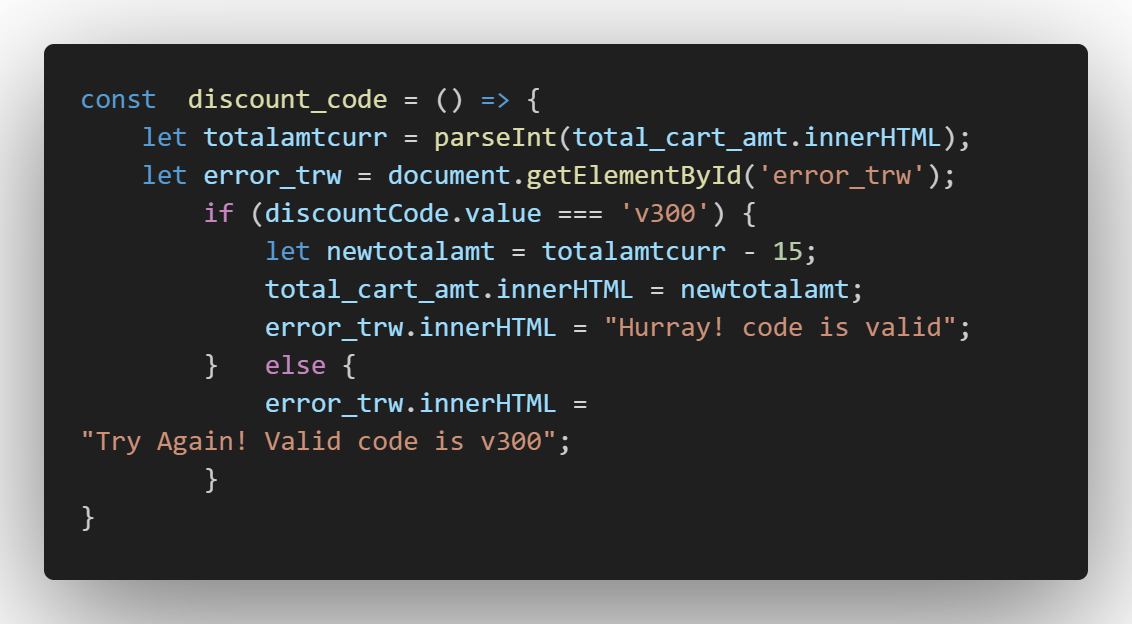 const  discount_code = () => {
    let totalamtcurr = parseInt(total_cart_amt.innerHTML);
    let error_trw = document.getElementById('error_trw');
        if (discountCode.value === 'v300') {
            let newtotalamt = totalamtcurr - 15;
            total_cart_amt.innerHTML = newtotalamt;
            error_trw.innerHTML = "Hurray! code is valid";
        }   else {
            error_trw.innerHTML =
"Try Again! Valid code is v300";
        }
}